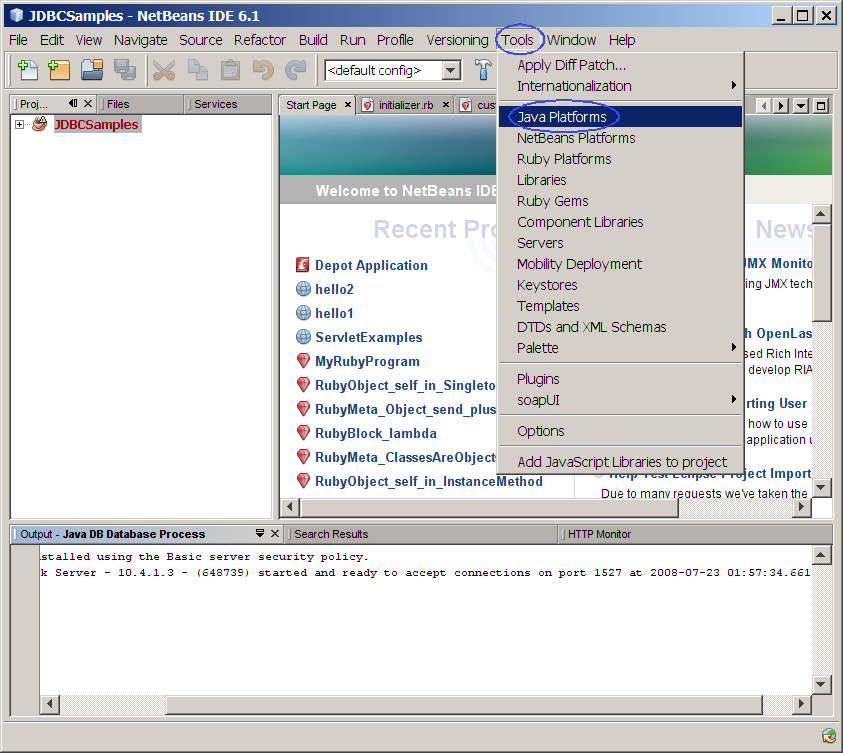 JDBCSamples - NetBeans IDE 6.1
File Edit View Navigate Source Refactor Build Run Profile Versioning Tools Window Help
<default config>
Proj... Files Services
JDBCSamples
Start Page initializer.rb
Welcome to NetBeans IDE
Recent
Depot Application
hello2
hello1
ServletExamples
MyRubyProgram
RubyObject_self_in_Singleto
RubyMeta_Object_send_plus
RubyBlock_lambda
RubyMeta_ClassesAreObjects
RubyObject_self_in_InstanceMethod
Apply Diff Patch...
Internationalization
Java Platforms
NetBeans Platforms
Ruby Platforms
Libraries
Ruby Gems
Component Libraries
Servers
Mobility Deployment
Keystores
Templates
DTDs and XML Schemas
Palette
Plugins
soapUI
Options
Add JavaScript Libraries to project
News
JMX Monito
ing JMX tech
h OpenLas
sed Rich Inte
develop RIA
rting User
how to use
application u
Help Test Eclipse Project Import
Due to many requests we've taken the
Output - Java DB Database Process
Search Results
HTTP Monitor
stalled using the Basic server security policy.
k Server - 10.4.1.3 - (648739) started and ready to accept connections on port 1527 at 2008-07-23 01:57:34.661